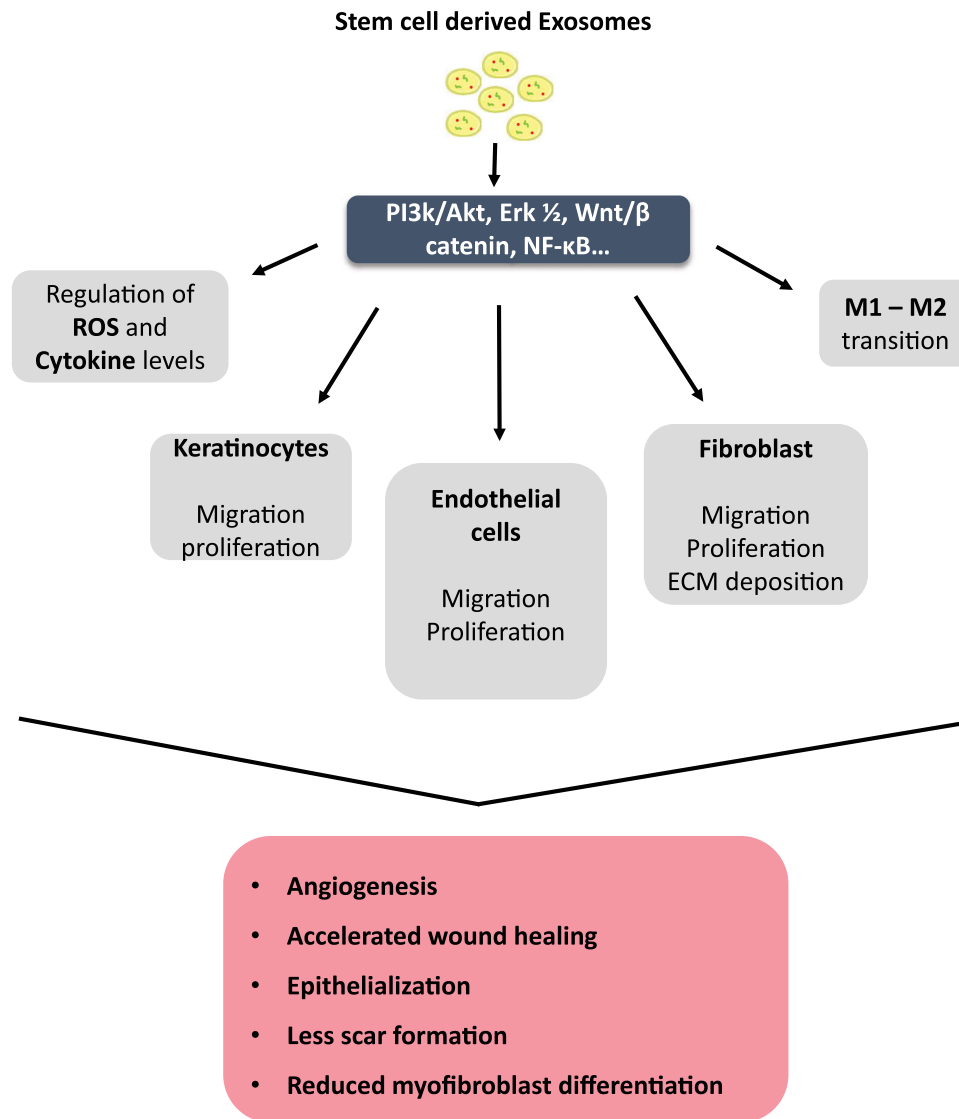 Stem cell derived Exosomes
PI3k/Akt, Erk ½, Wnt/β
catenin, NF-κB...
Regulation of
ROS and
Cytokine levels
M1 – M2
transition
Keratinocytes
Migration
proliferation
Endothelial
cells
Migration
Proliferation
Fibroblast
Migration
Proliferation
ECM deposition
• Angiogenesis
• Accelerated wound healing
• Epithelialization
• Less scar formation
• Reduced myofibroblast differentiation